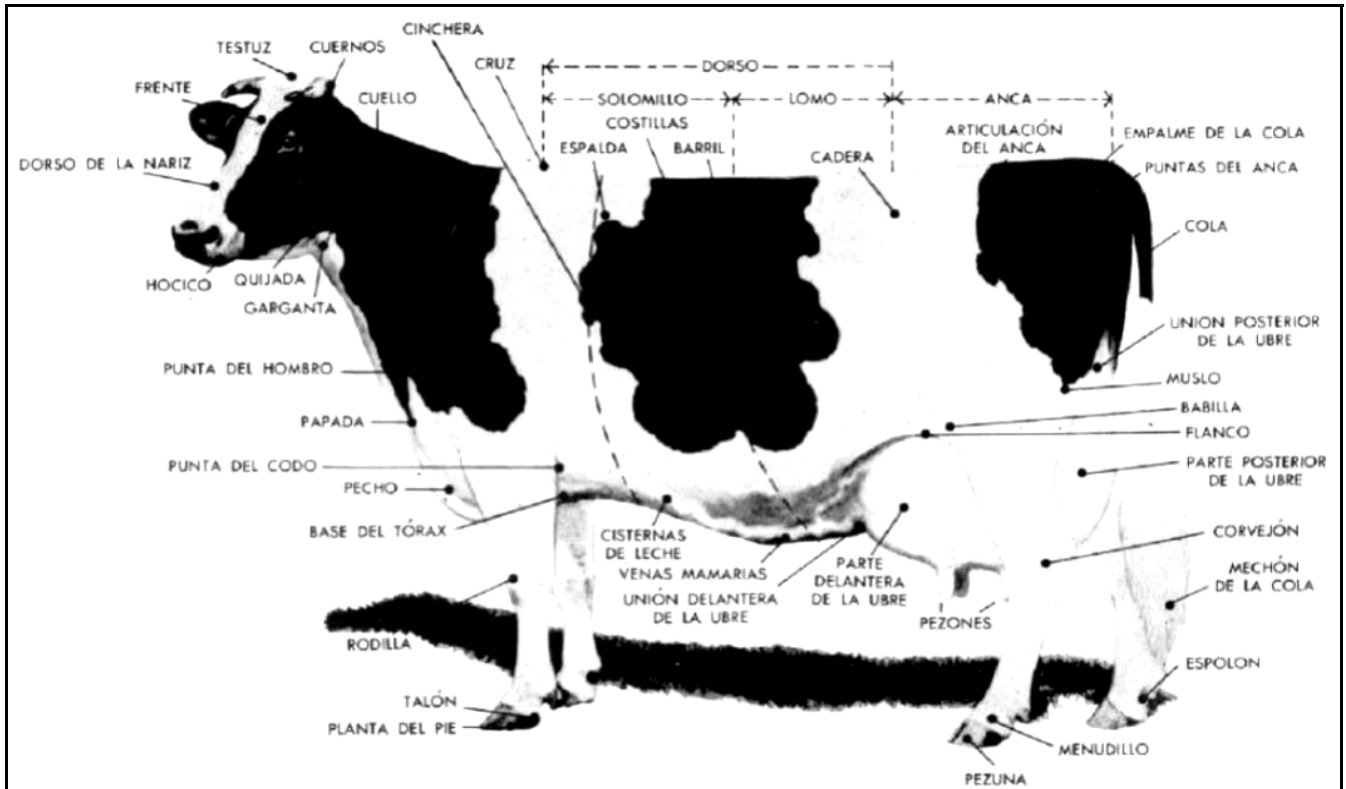 CINCHERA
TESTUZ
CUERNOS
CRUZ
DORSO
FRENTE
CUELLO
SOLOMILLO
LOMO
ANCA
COSTILLAS
ESPALDA
BARRIL
CADERA
ARTICULACIÓN
DEL ANCA
EMPALME DE LA COLA
PUNTAS DEL ANCA
DORSO DE LA NARIZ
COLA
HOCICO
QUIJADA
GARGANTA
UNION POSTERIOR
DE LA UBRE
PUNTA DEL HOMBRO
MUSLO
PAPADA
BABILLA
FLANCO
PUNTA DEL CODO
PARTE POSTERIOR
DE LA UBRE
PECHO
BASE DEL TÓRAX
CISTERNAS
DE LECHE
VENAS MAMARIAS
UNIÓN DELANTERA
DE LA UBRE
PARTE
DELANTERA
DE LA UBRE
CORVEJÓN
MECHÓN
DE LA COLA
PEZONES
RODILLA
ESPOLON
TALÓN
PLANTA DEL PIE
MENUDILLO
PEZUNA